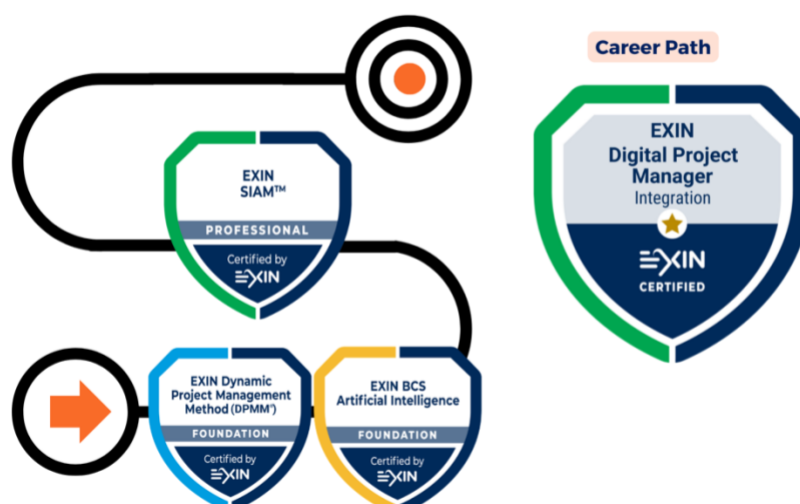 Career Path
EXIN
Digital Project
Manager
Integration
EXIN
CERTIFIED
EXIN
SIAM™
PROFESSIONAL
Certified by
EXIN
EXIN Dynamic
Project Management
Method (DPMM®)
FOUNDATION
Certified by
EXIN
EXIN BCS
Artificial Intelligence
FOUNDATION
Certified by
EXIN